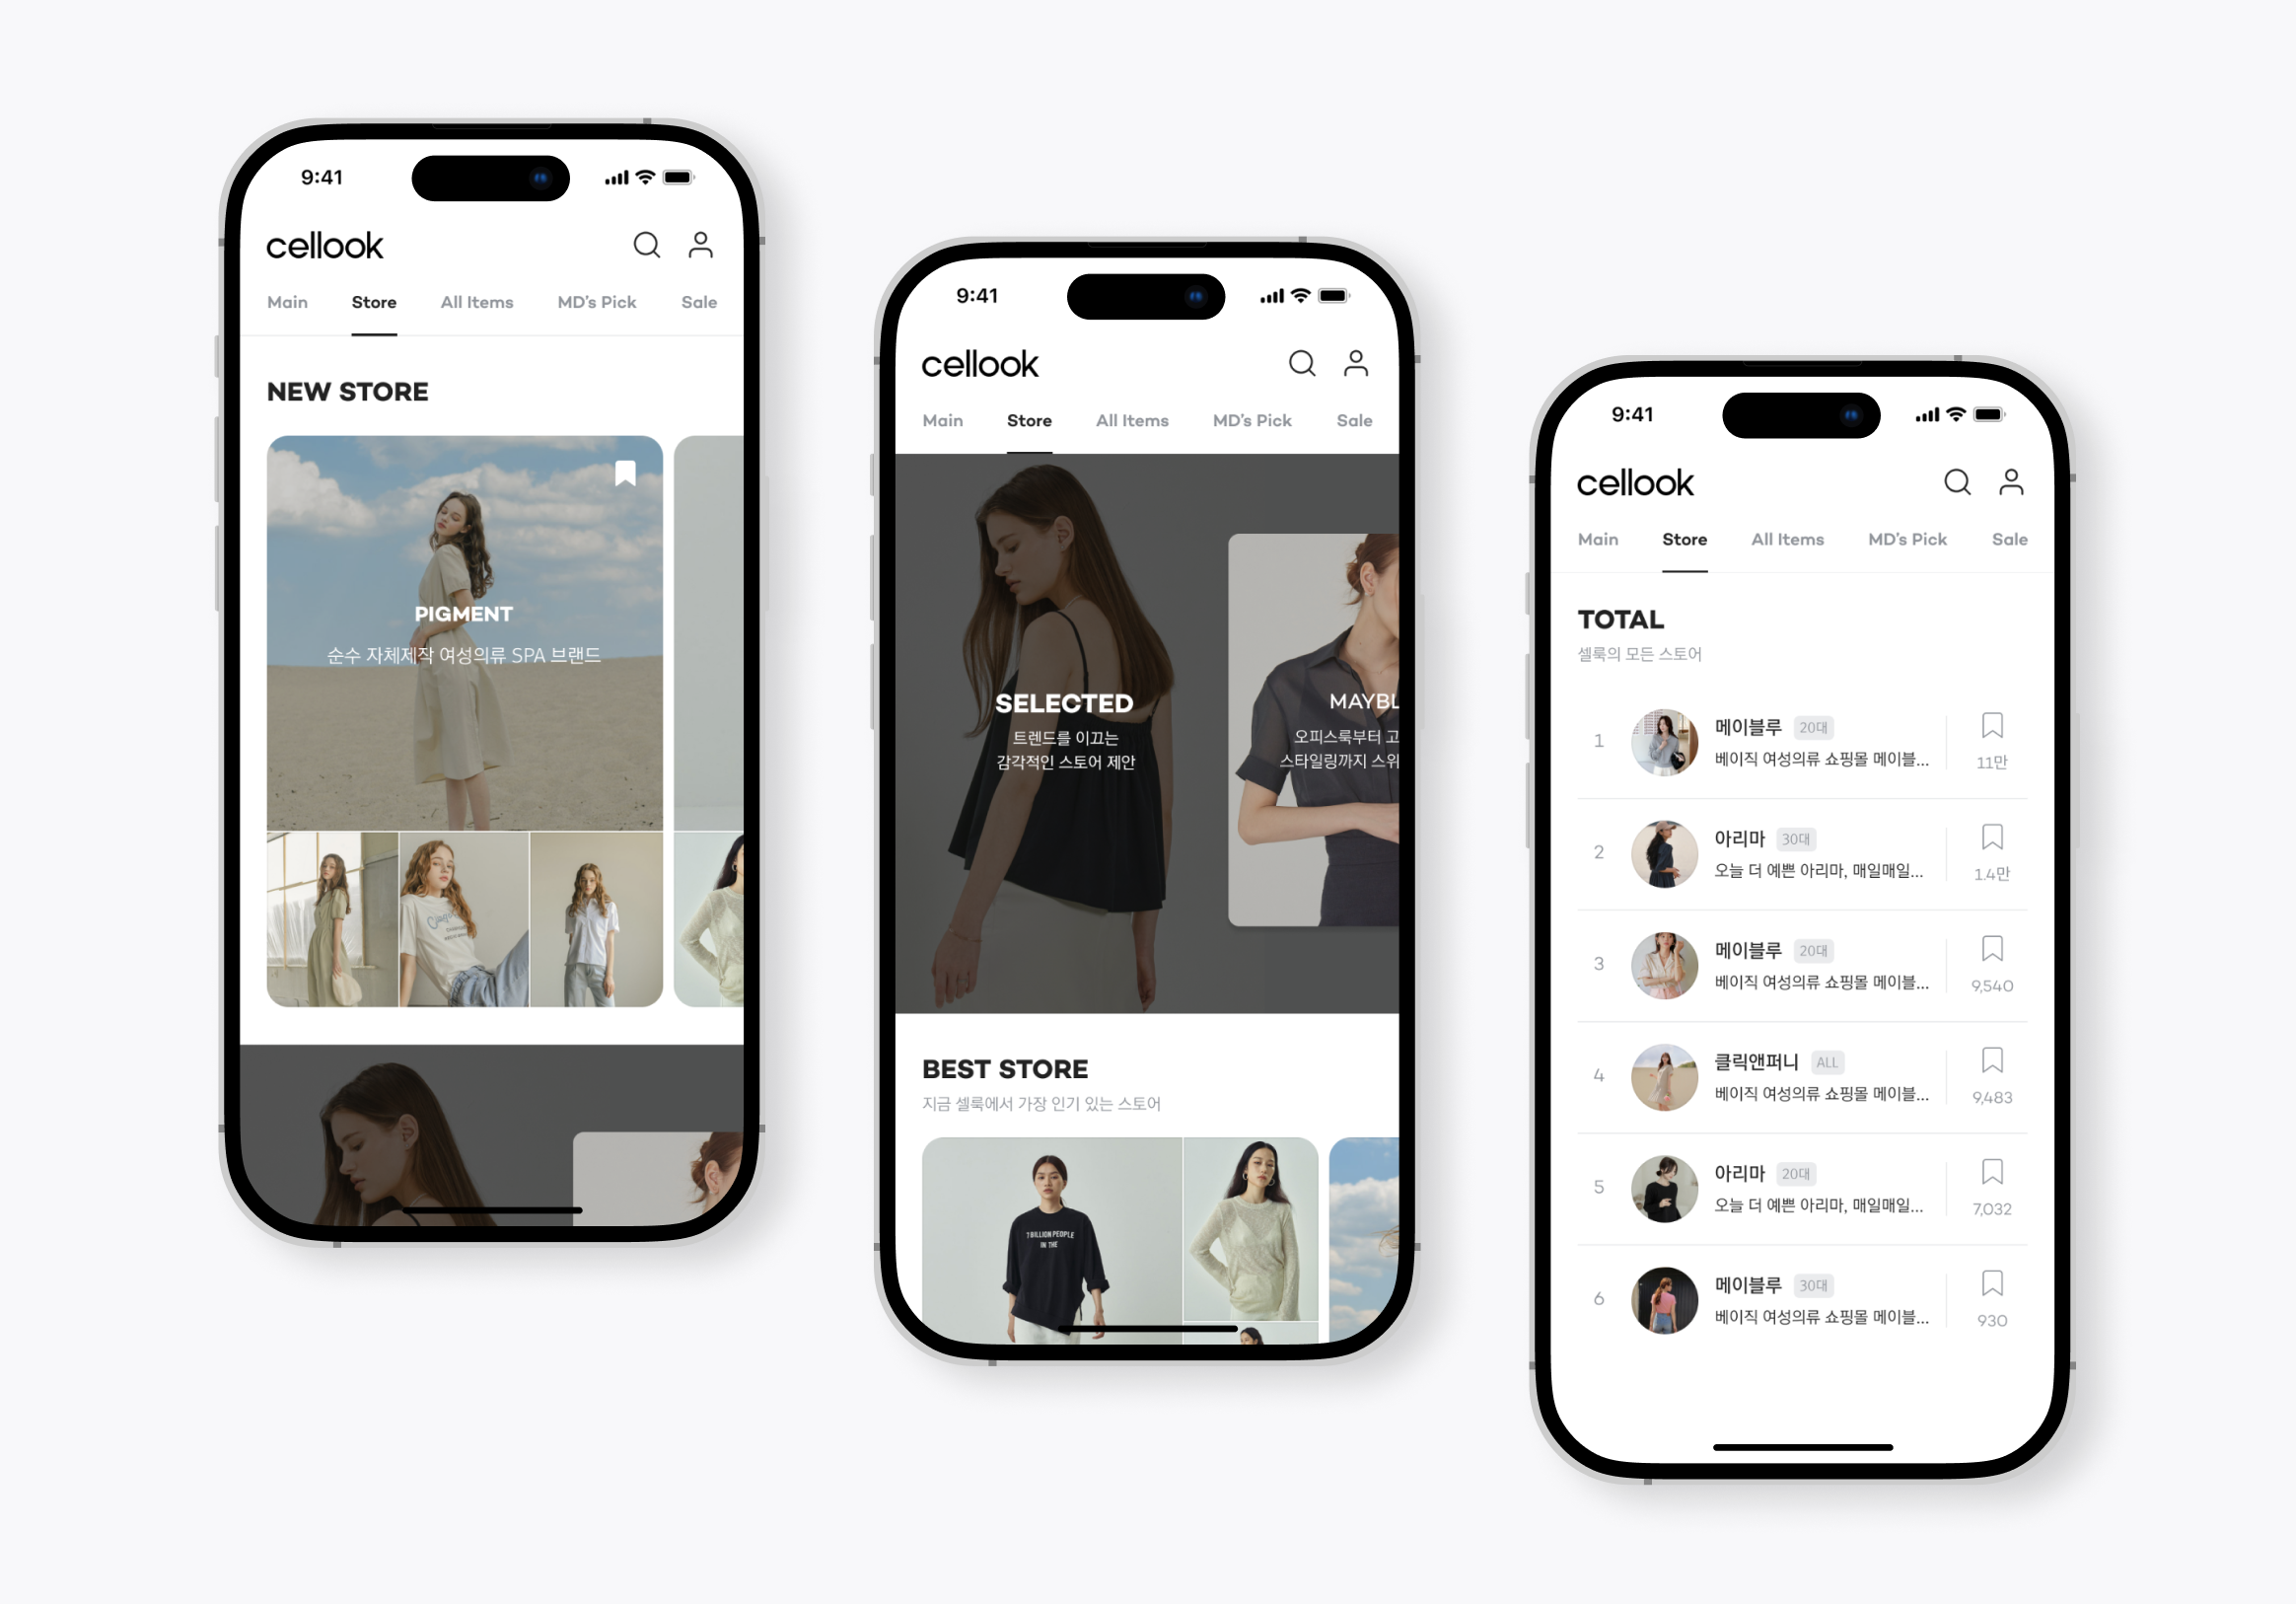 9:41
cellook
Main Store All Items MD's Pick Sale
NEW STORE
PIGMENT
순수 자체제작 여성의류 SPA 브랜드
9:41
cellook
Main Store All Items MD's Pick Sale
SELECTED
트렌드를 이끄는
감각적인 스토어 제안
MAYBL
오피스룩부터 고
스타일링까지 스위
BEST STORE
지금 셀룩에서 가장 인기 있는 스토어
7 BILLION PEOPLE
IN THE
9:41
cellook
Main Store All Items MD's Pick Sale
TOTAL
셀룩의 모든 스토어
1 메이블루 20대
베이직 여성의류 쇼핑몰 메이블... 11만
2 아리마 30대
오늘 더 예쁜 아리마, 매일매일... 1.4만
3 메이블루 20대
베이직 여성의류 쇼핑몰 메이블... 9,540
4 클릭앤퍼니 ALL
베이직 여성의류 쇼핑몰 메이블... 9,483
5 아리마 20대
오늘 더 예쁜 아리마, 매일매일... 7,032
6 메이블루 30대
베이직 여성의류 쇼핑몰 메이블... 930